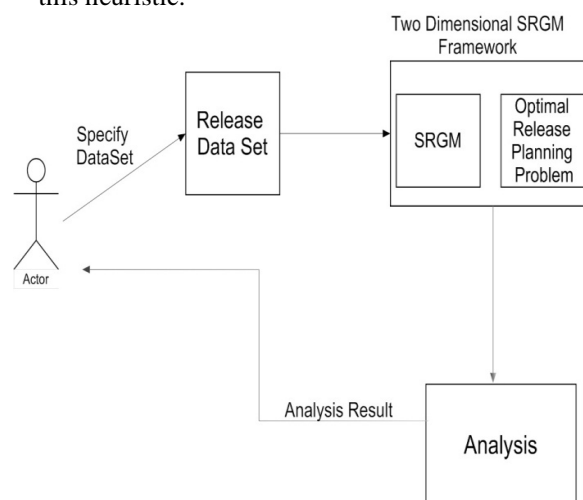 this heuristic.
Two Dimensional SRGM
Framework
Specify
DataSet
Release
Data Set
SRGM
Optimal
Release
Planning
Problem
Actor
Analysis Result
Analysis